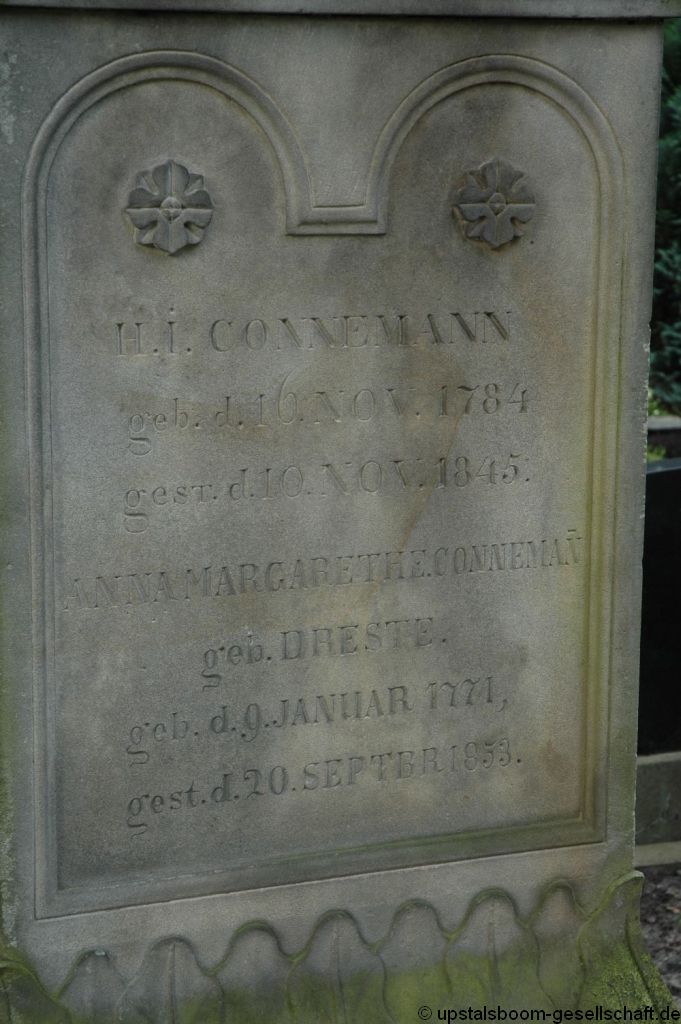 H. i. CONNEMANN
geb. d. 16. NOV. 1784
gest. d. 10. NOV. 1845.
ANNA MARGARETHE. CONNEMAÑ
geb. DRESTE.
geb. d. 9. JANUAR 1771,
gest. d. 20. SEPTBR 1853.
© upstalsboom-gesellschaft.de